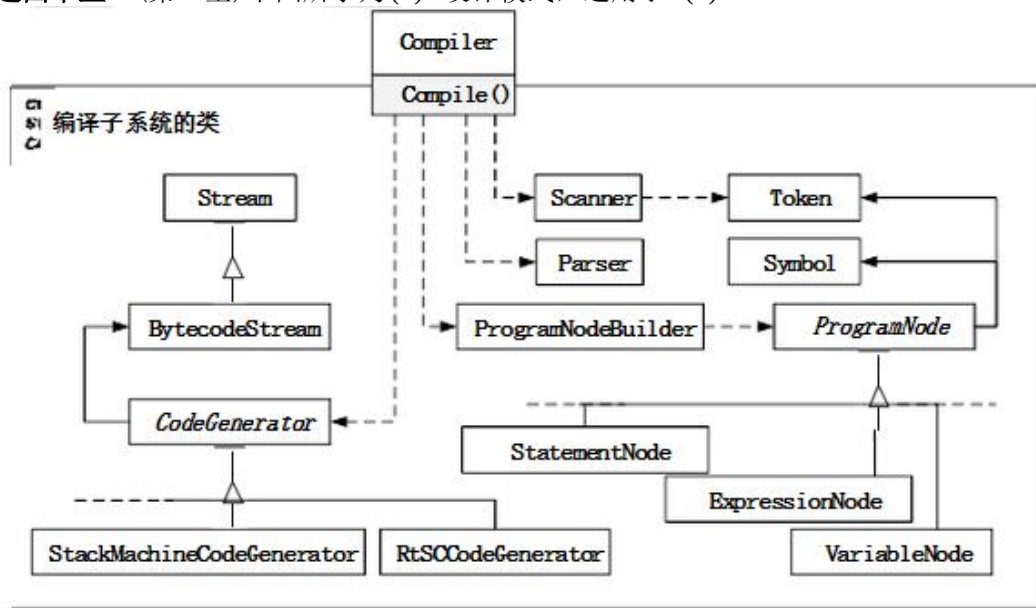 Compiler
Compile()
编译子系统的类
Stream
Scanner
Token
Parser
Symbol
BytecodeStream
ProgramNodeBuilder
ProgramNode
CodeGenerator
StatementNode
ExpressionNode
StackMachineCodeGenerator
RtSCCodeGenerator
VariableNode